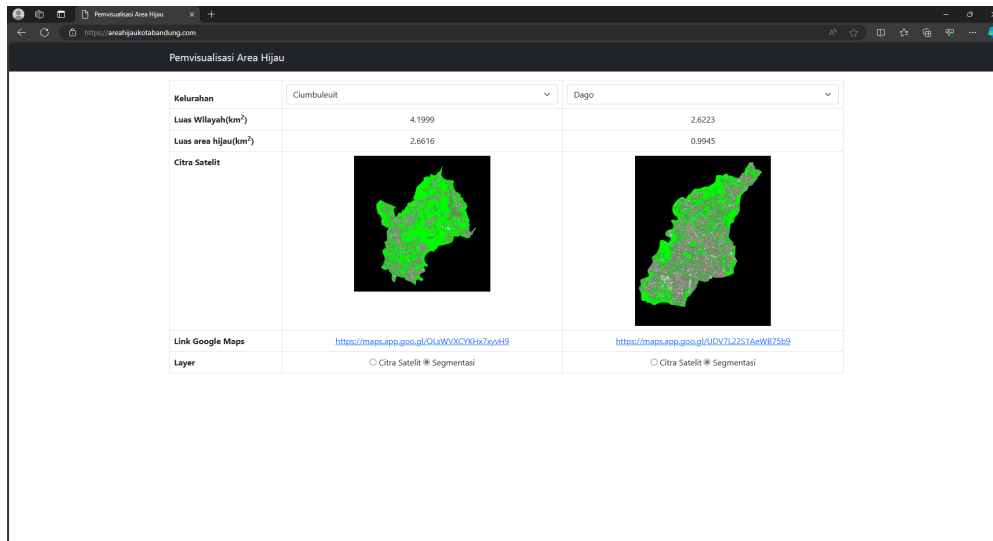 Pemvisualisasi Area Hijau
https://areahijaukotabandung.com
Pemvisualisasi Area Hijau
Kelurahan Ciumbuleuit Dago
Luas Wilayah(km²) 4.1999 2.6223
Luas area hijau(km²) 2.6616 0.9945
Citra Satelit
Link Google Maps https://maps.app.goo.gl/QLsWVXCYKHx7xyvH9 https://maps.app.goo.gl/UDV7L22S1AeWB75b9
Layer Citra Satelit Segmentasi Citra Satelit Segmentasi